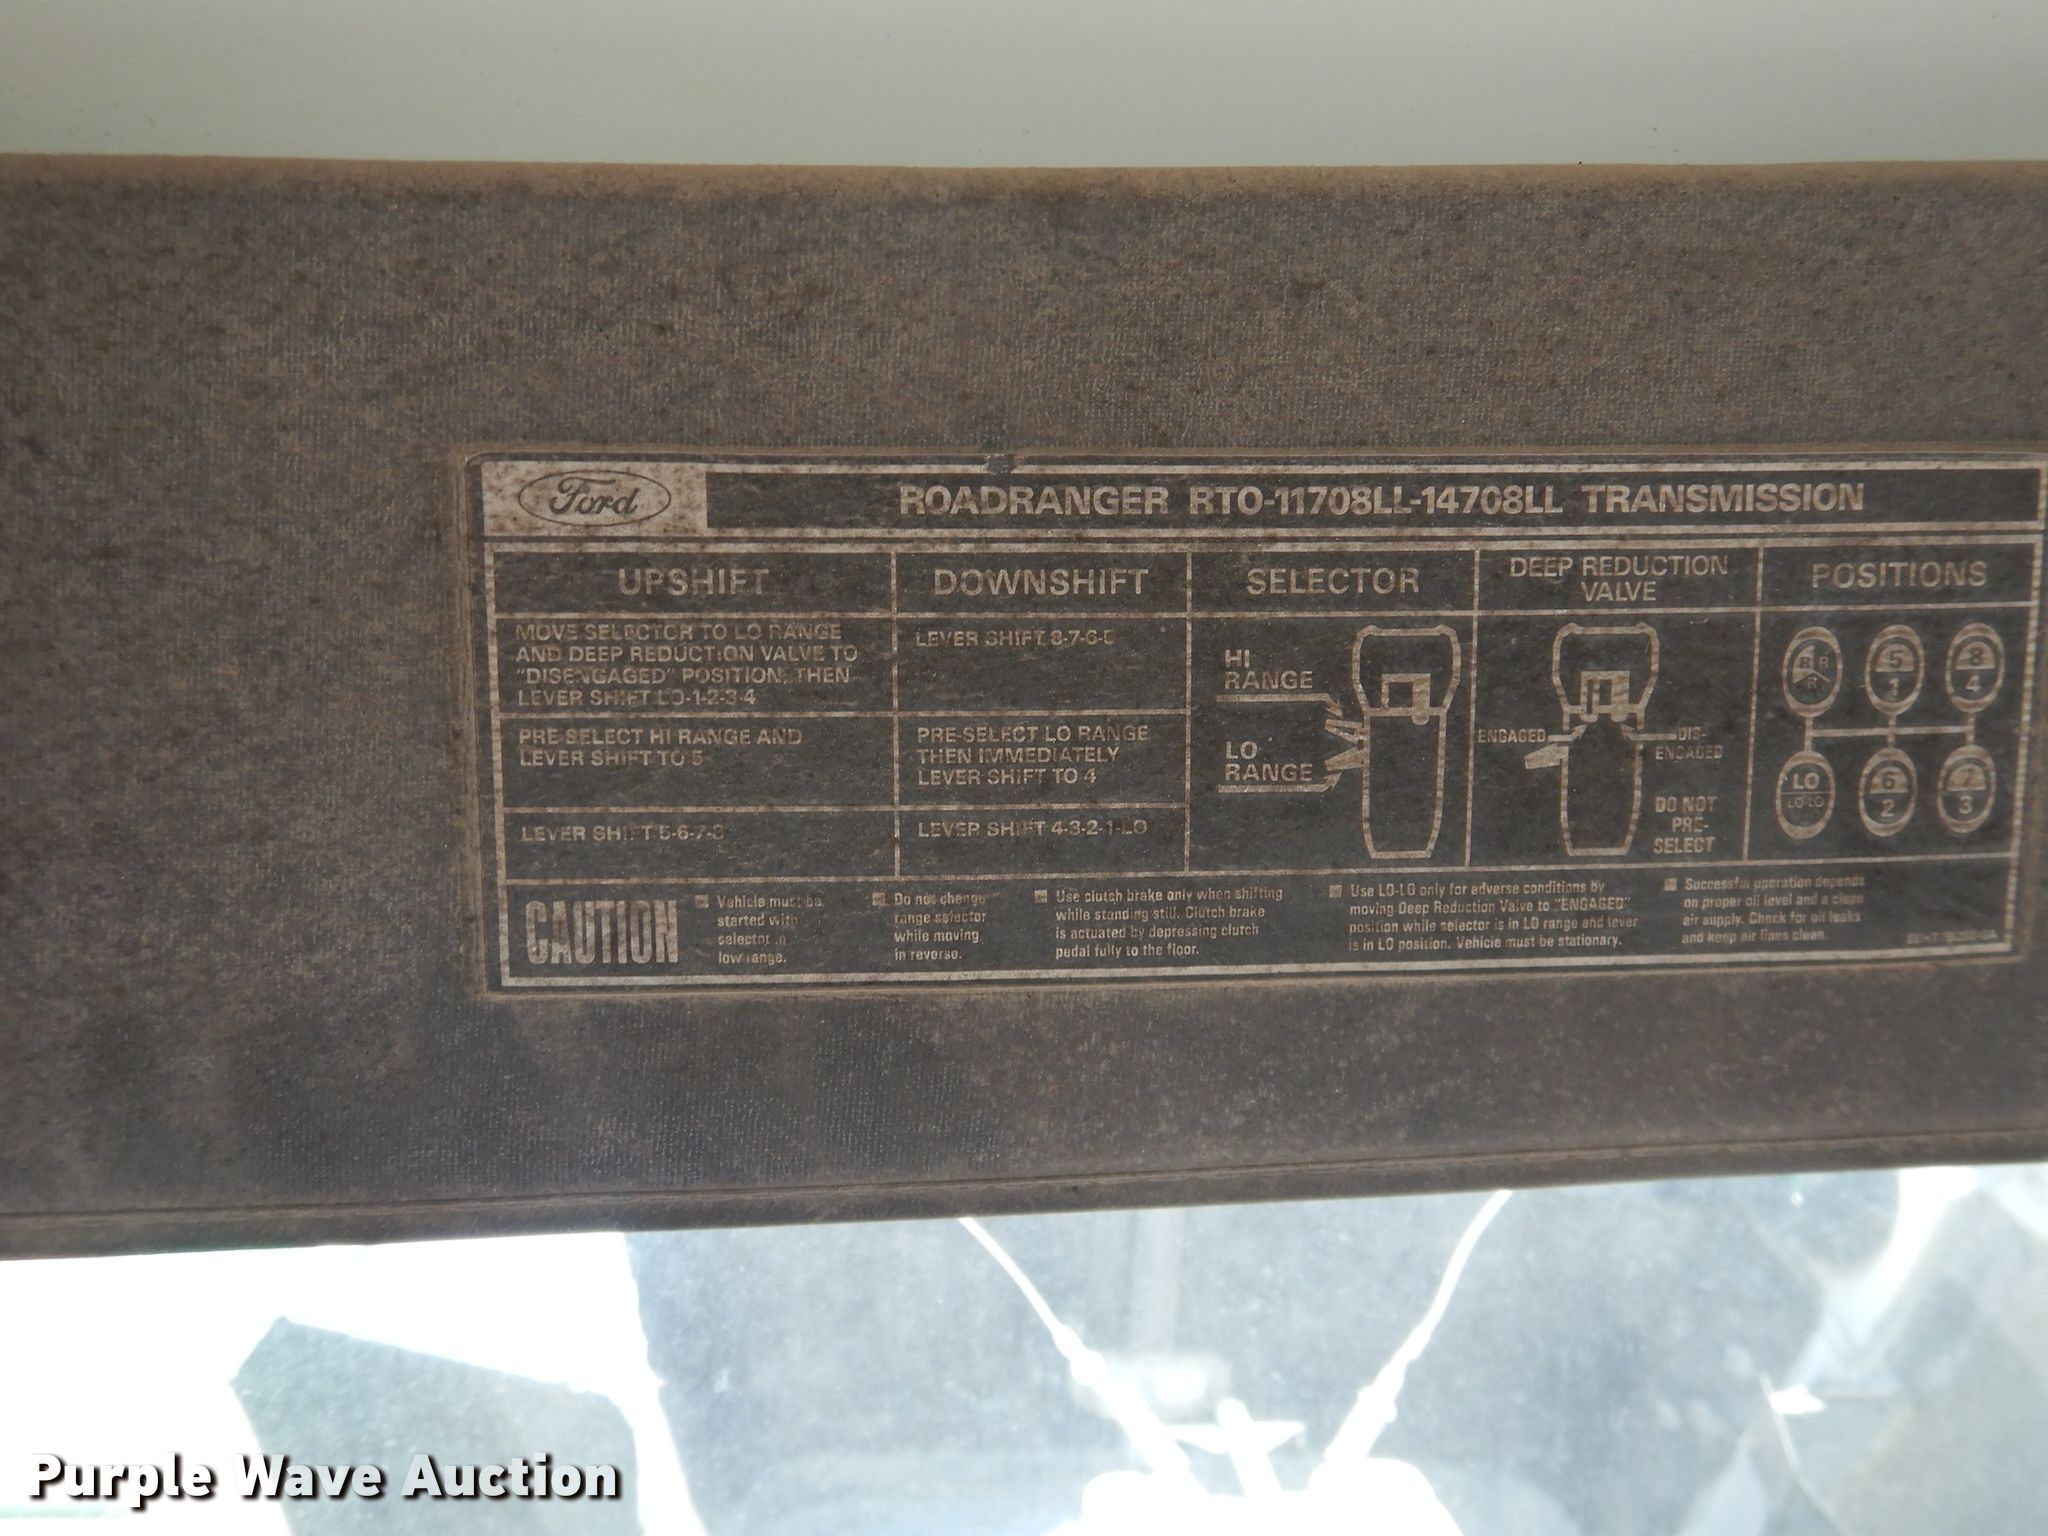 Ford
ROADRANGER RTO-11708LL-14708LL TRANSMISSION
UPSHIFT
MOVE SELECTOR TO LO RANGE
AND DEEP REDUCTION VALVE TO
"DISENGAGED" POSITION, THEN
LEVER SHIFT LO-1-2-3-4
PRE-SELECT HI RANGE AND
LEVER SHIFT TO 5
LEVER SHIFT 5-6-7-8
DOWNSHIFT
LEVER SHIFT 8-7-6-5
PRE-SELECT LO RANGE
THEN IMMEDIATELY
LEVER SHIFT TO 4
LEVER SHIFT 4-3-2-1-LO
SELECTOR
HI
RANGE
LO
RANGE
DEEP REDUCTION
VALVE
ENGAGED
DIS-
ENGAGED
DO NOT
PRE-
SELECT
POSITIONS
R R 5 8
R 1 4
LO 6 7
LO-LO 2 3
CAUTION
Vehicle must be
started with
selector in
low range.
Do not change
range selector
while moving
in reverse.
Use clutch brake only when shifting
while standing still. Clutch brake
is actuated by depressing clutch
pedal fully to the floor.
Use LO-LO only for adverse conditions by
moving Deep Reduction Valve to "ENGAGED"
position while selector is in LO range and lever
is in LO position. Vehicle must be stationary.
Successful operation depends
on proper oil level and a clean
air supply. Check for oil leaks
and keep air lines clean.
Purple Wave Auction